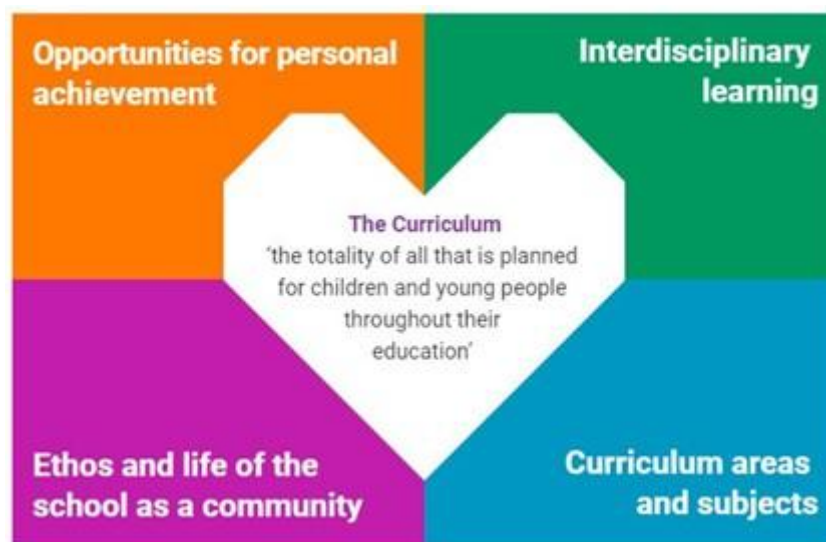 Opportunities for personal
achievement
Interdisciplinary
learning
The Curriculum
‘the totality of all that is planned
for children and young people
throughout their
education’
Ethos and life of the
school as a community
Curriculum areas
and subjects